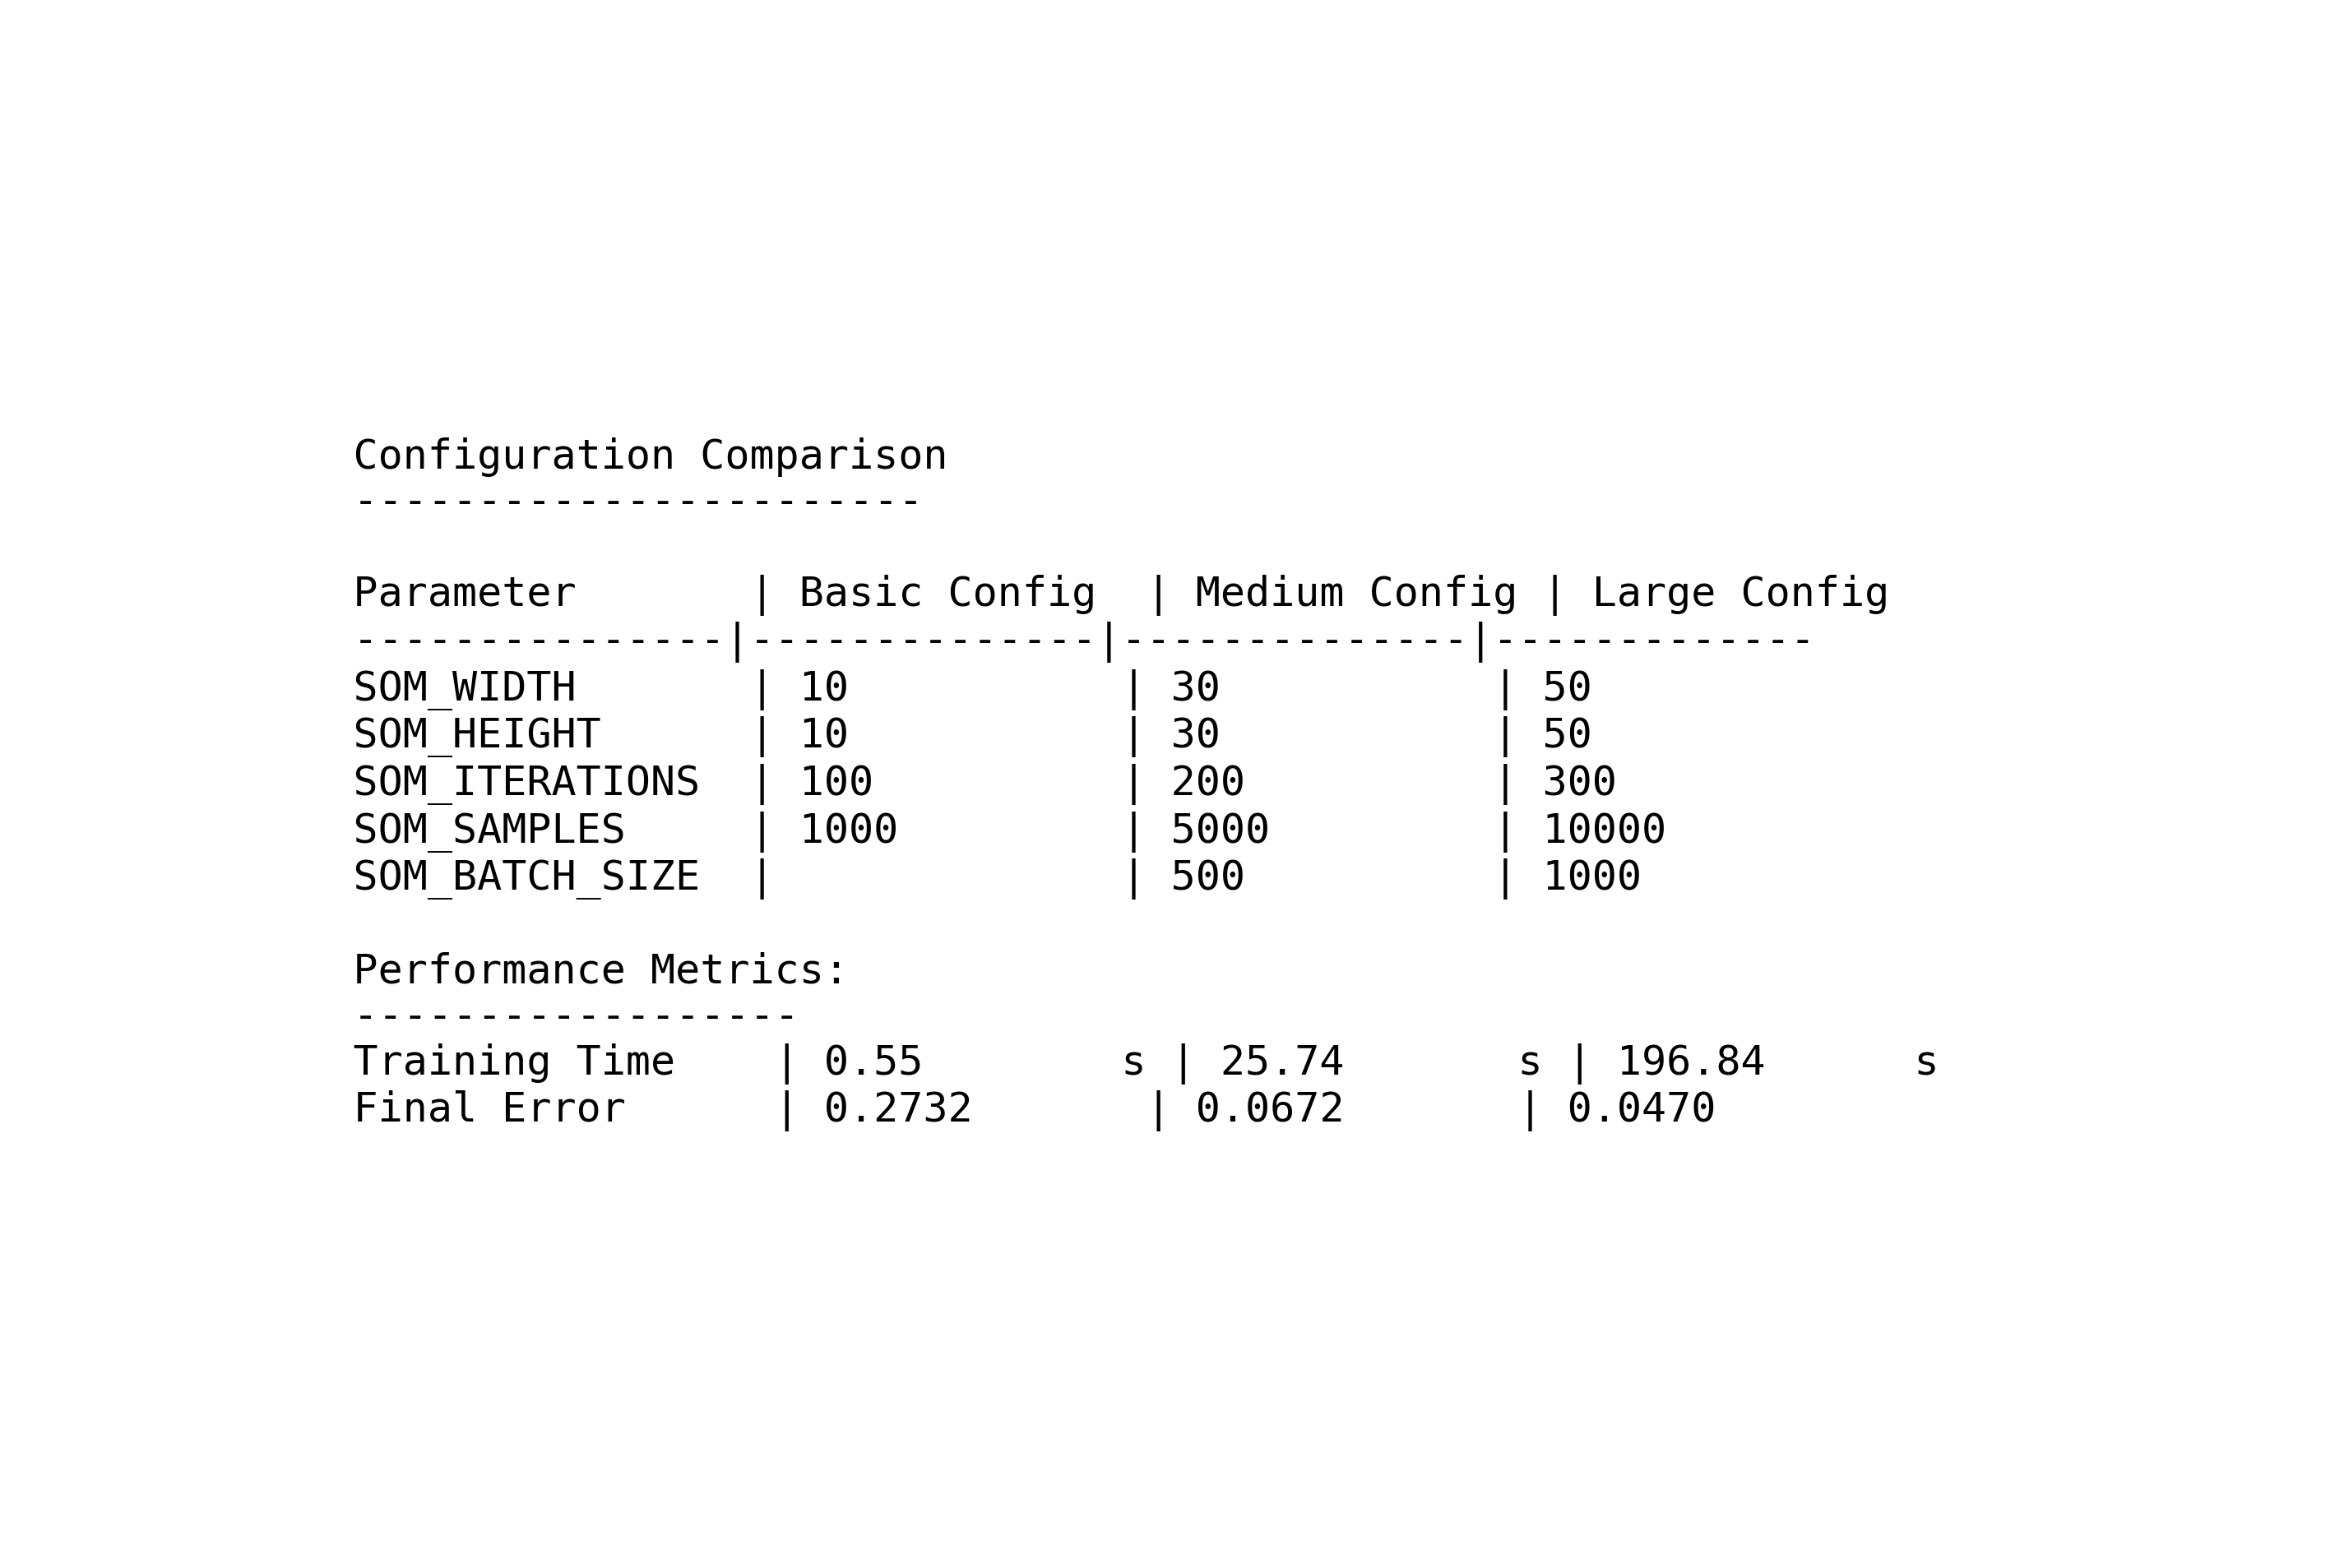 Configuration Comparison
-----------------------

Parameter       | Basic Config  | Medium Config | Large Config
---------------|--------------|--------------|-------------
SOM_WIDTH       | 10           | 30           | 50
SOM_HEIGHT      | 10           | 30           | 50
SOM_ITERATIONS  | 100          | 200          | 300
SOM_SAMPLES     | 1000         | 5000         | 10000
SOM_BATCH_SIZE  |              | 500          | 1000

Performance Metrics:
------------------
Training Time    | 0.55        s | 25.74       s | 196.84      s
Final Error      | 0.2732       | 0.0672       | 0.0470